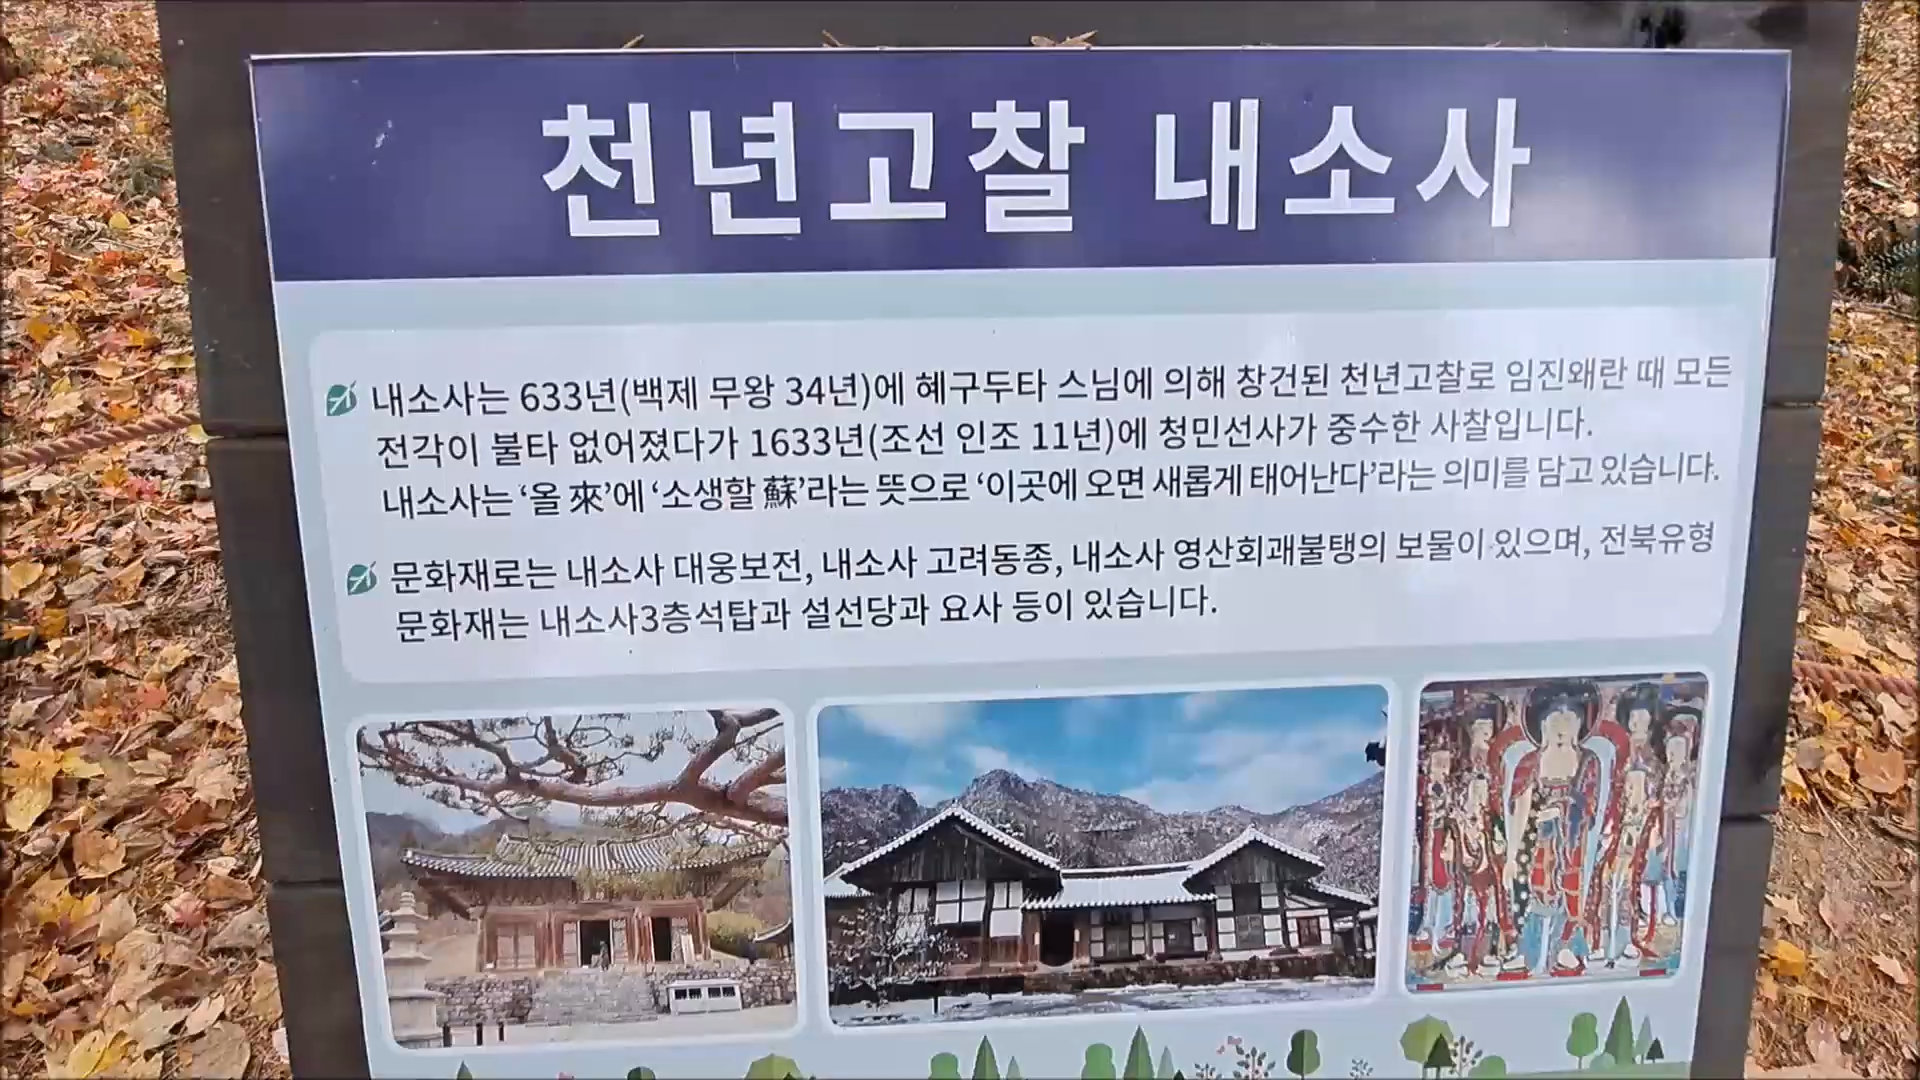 천년고찰 내소사
내소사는 633년(백제 무왕 34년)에 혜구두타 스님에 의해 창건된 천년고찰로 임진왜란 때 모든
전각이 불타 없어졌다가 1633년(조선 인조 11년)에 청민선사가 중수한 사찰입니다.
내소사는 ‘올 來’에 ‘소생할 蘇’라는 뜻으로 ‘이곳에 오면 새롭게 태어난다’라는 의미를 담고 있습니다.
문화재로는 내소사 대웅보전, 내소사 고려동종, 내소사 영산회괘불탱의 보물이 있으며, 전북유형
문화재는 내소사3층석탑과 설선당과 요사 등이 있습니다.